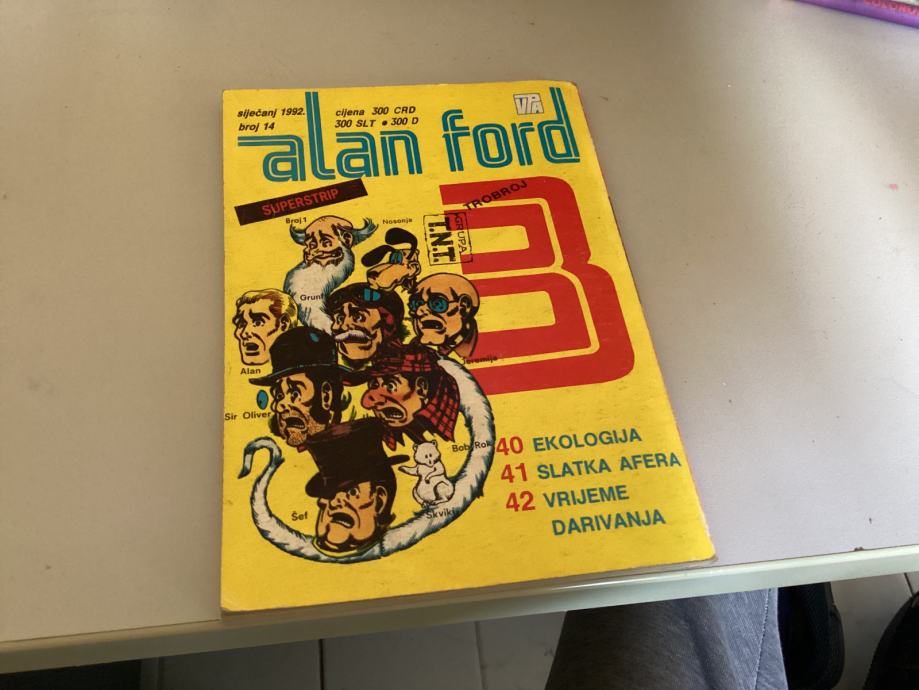 siječanj 1992.
broj 14
cijena 300 CRD
300 SLT • 300 D
VPA
alan ford
SUPERSTRIP
TROBROJ
GRUPA
T.N.T.
3
Broj 1
Nosonja
Grunf
Jeremija
Alan
Sir Oliver
Bob Rok
Šef
Skviki
40 EKOLOGIJA
41 SLATKA AFERA
42 VRIJEME
DARIVANJA